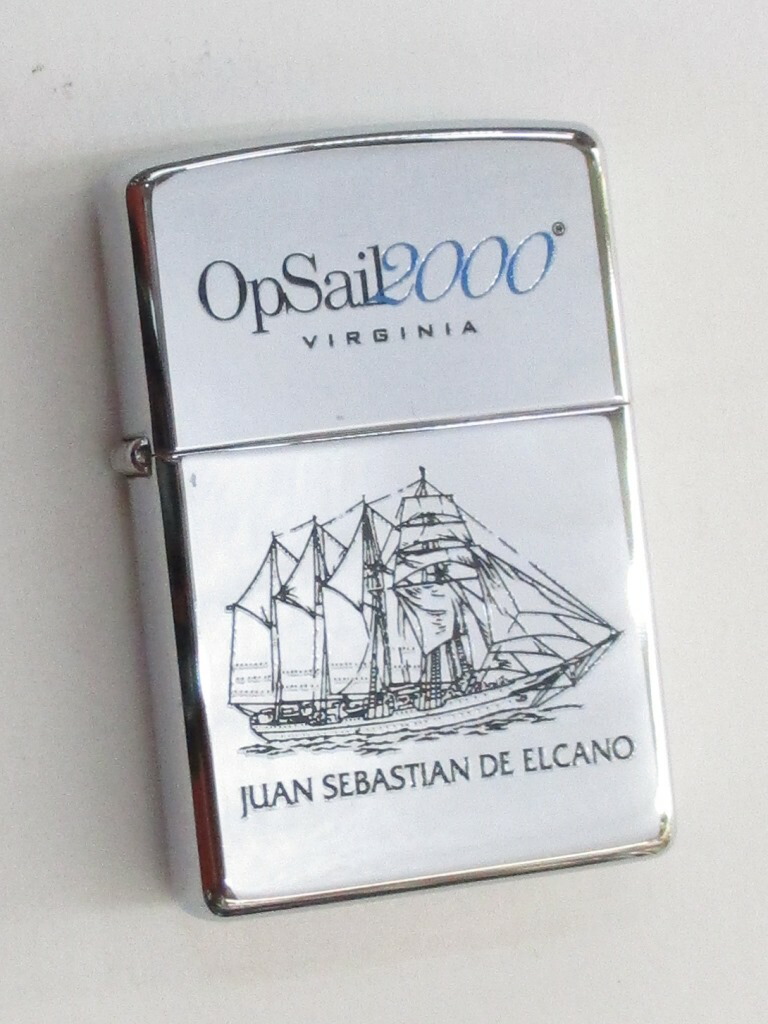 OpSail2000®
VIRGINIA
JUAN SEBASTIAN DE ELCANO